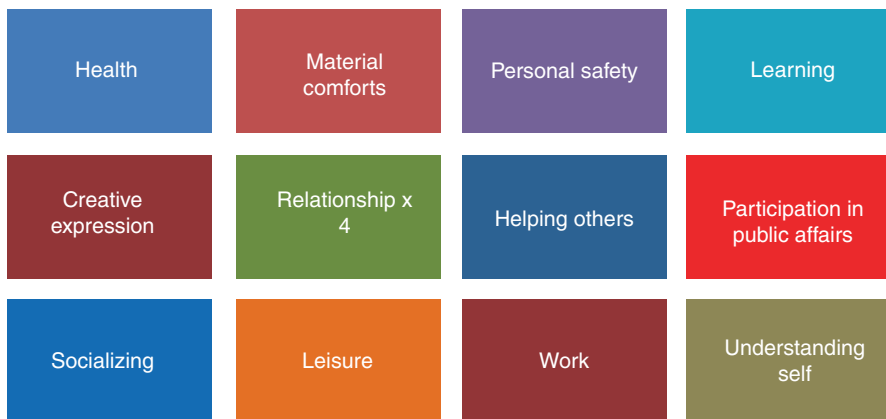 Health
Material
comforts
Personal safety
Learning
Creative
expression
Relationship x
4
Helping others
Participation in
public affairs
Socializing
Leisure
Work
Understanding
self